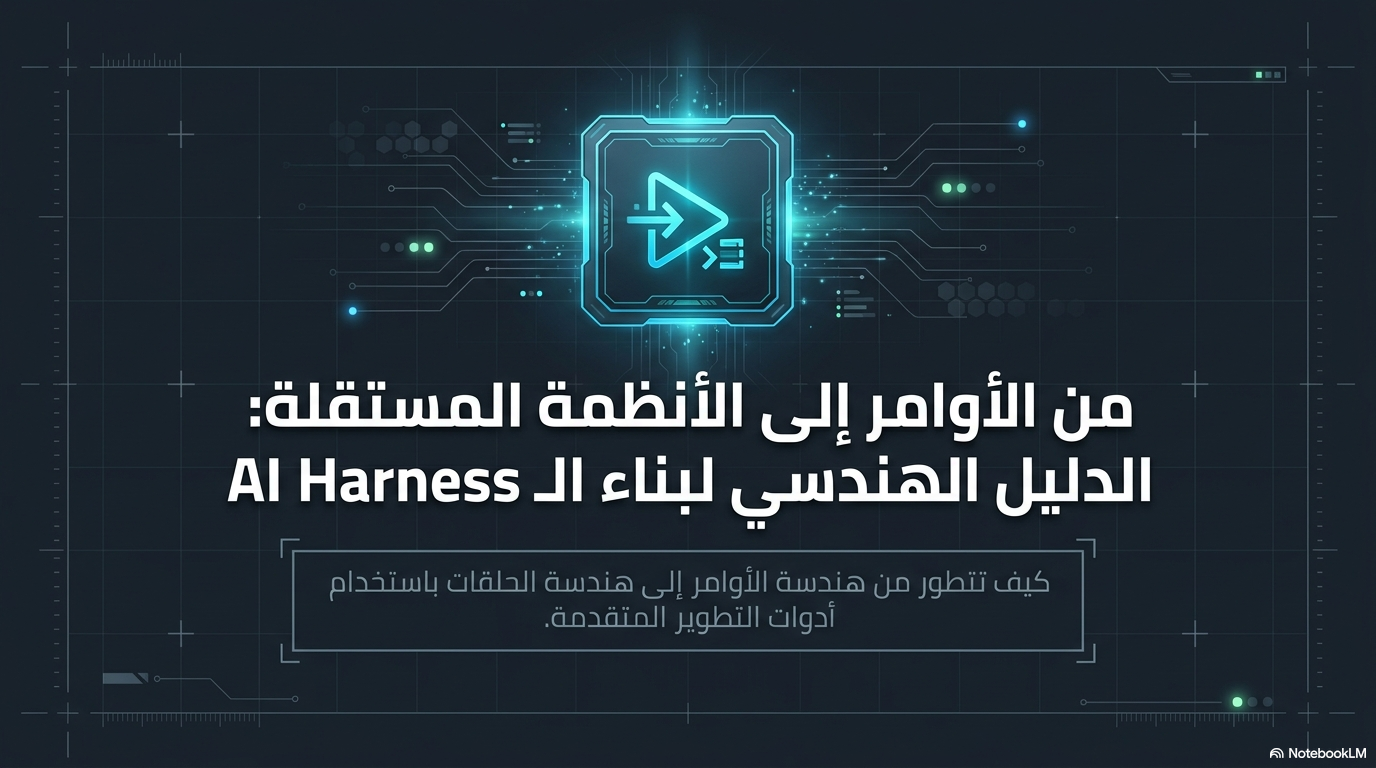 من الأوامر إلى الأنظمة المستقلة:
الدليل الهندسي لبناء الـ AI Harness
كيف تتطور من هندسة الأوامر إلى هندسة الحلقات باستخدام
أدوات التطوير المتقدمة.
NotebookLM